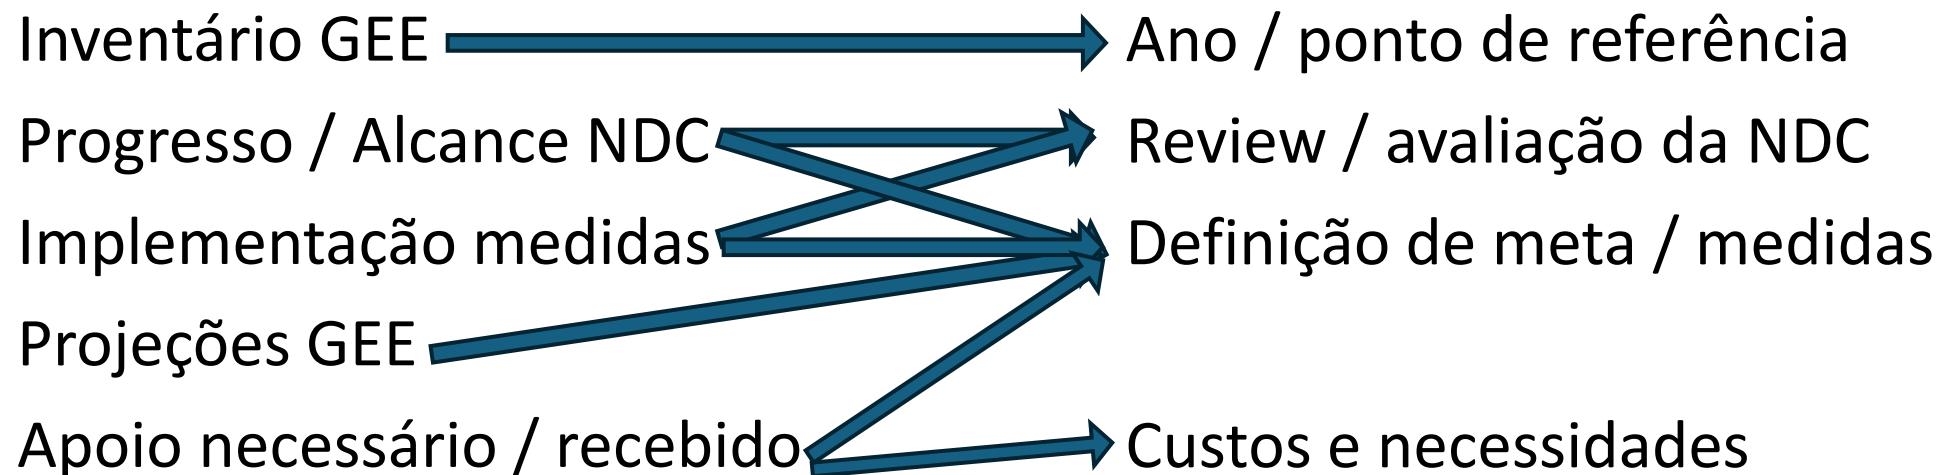 Inventário GEE
Ano / ponto de referência
Progresso / Alcance NDC
Review / avaliação da NDC
Implementação medidas
Definição de meta / medidas
Projeções GEE
Apoio necessário / recebido
Custos e necessidades